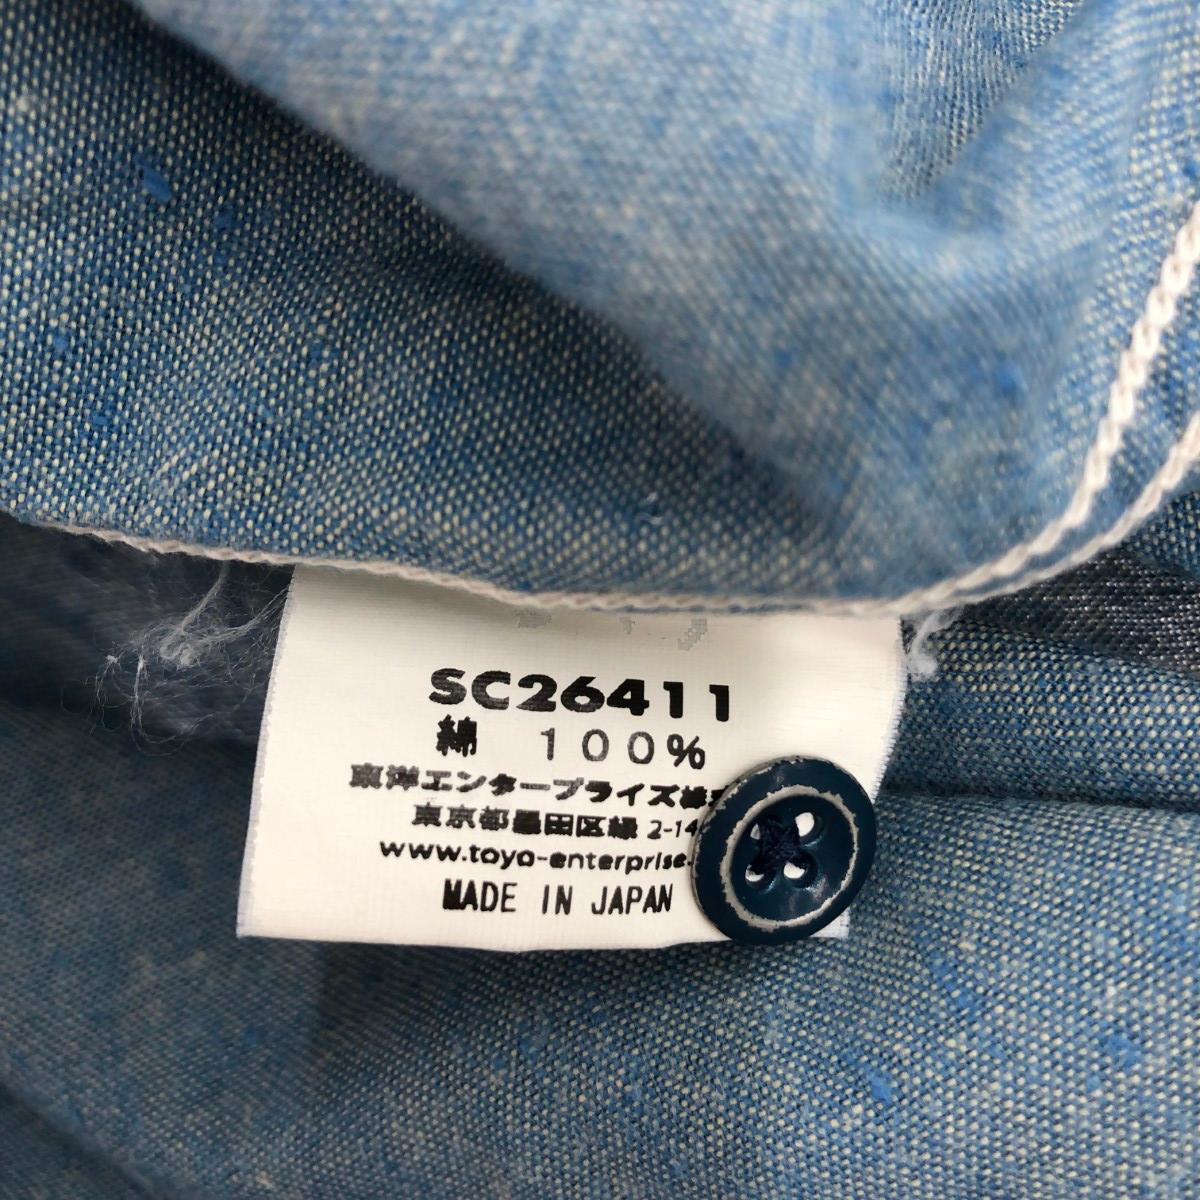 SC26411
綿 100%
東洋エンタープライズ株
東京都墨田区緑 2-14
www.toyo-enterprise.
MADE IN JAPAN